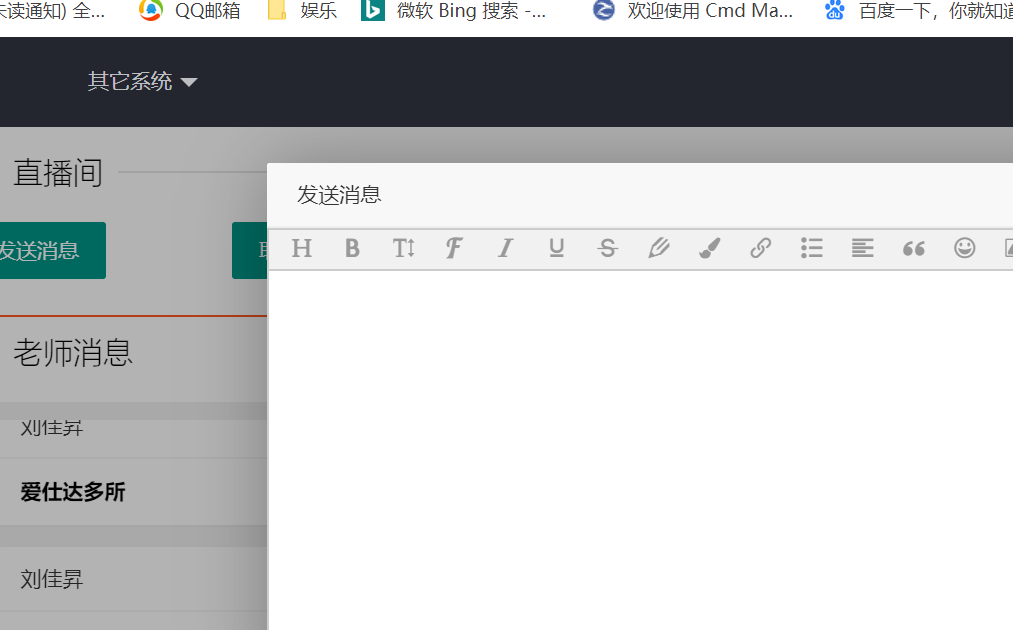 未读通知) 全... QQ邮箱 娱乐 微软 Bing 搜索 -... 欢迎使用 Cmd Ma... 百度一下，你就知道
其它系统
直播间
发送消息
发送消息
H B T F I U S
老师消息
刘佳昇
爱仕达多所
刘佳昇